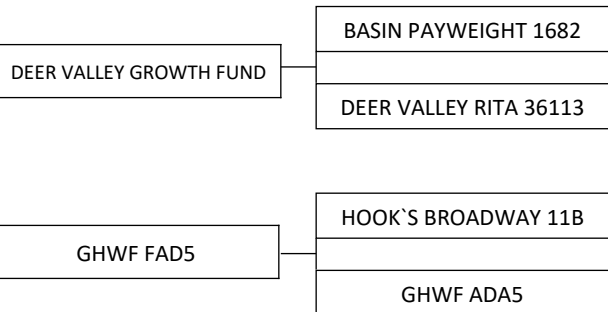 BASIN PAYWEIGHT 1682
DEER VALLEY GROWTH FUND
DEER VALLEY RITA 36113
HOOK`S BROADWAY 11B
GHWF FAD5
GHWF ADA5